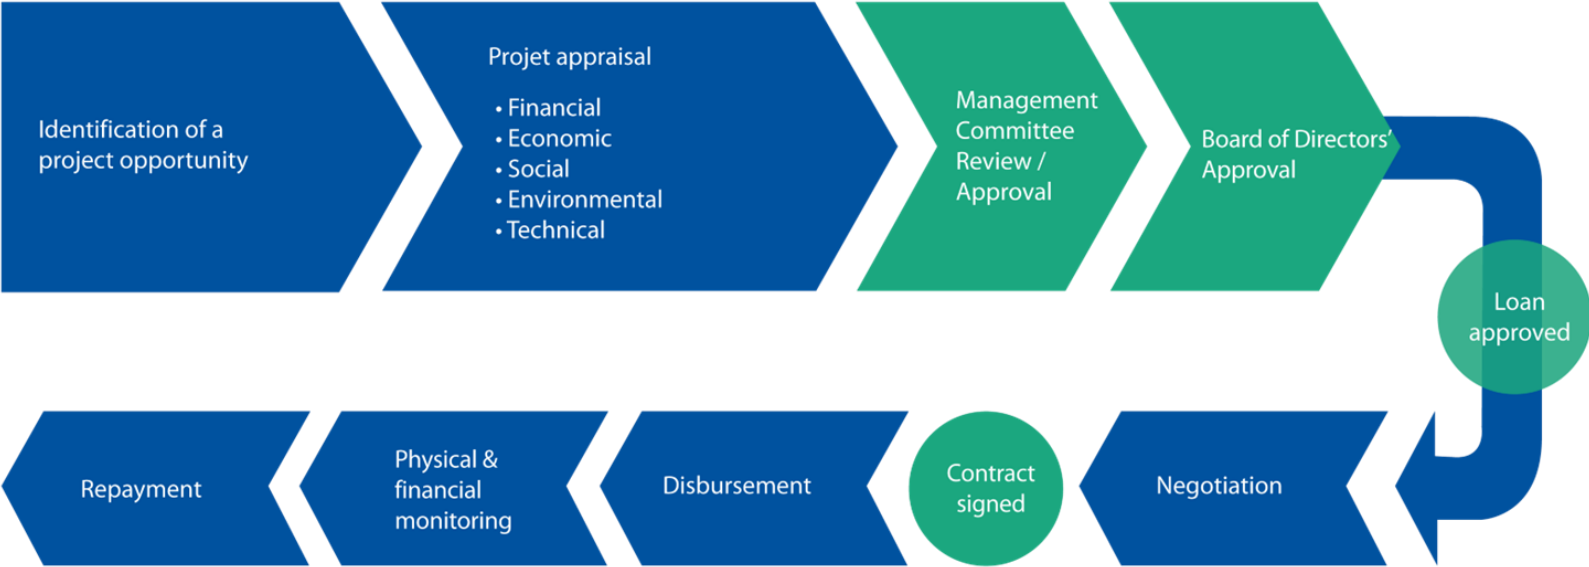 Identification of a
project opportunity
Projet appraisal
• Financial
• Economic
• Social
• Environmental
• Technical
Management
Committee
Review /
Approval
Board of Directors’
Approval
Loan
approved
Negotiation
Contract
signed
Disbursement
Physical &
financial
monitoring
Repayment